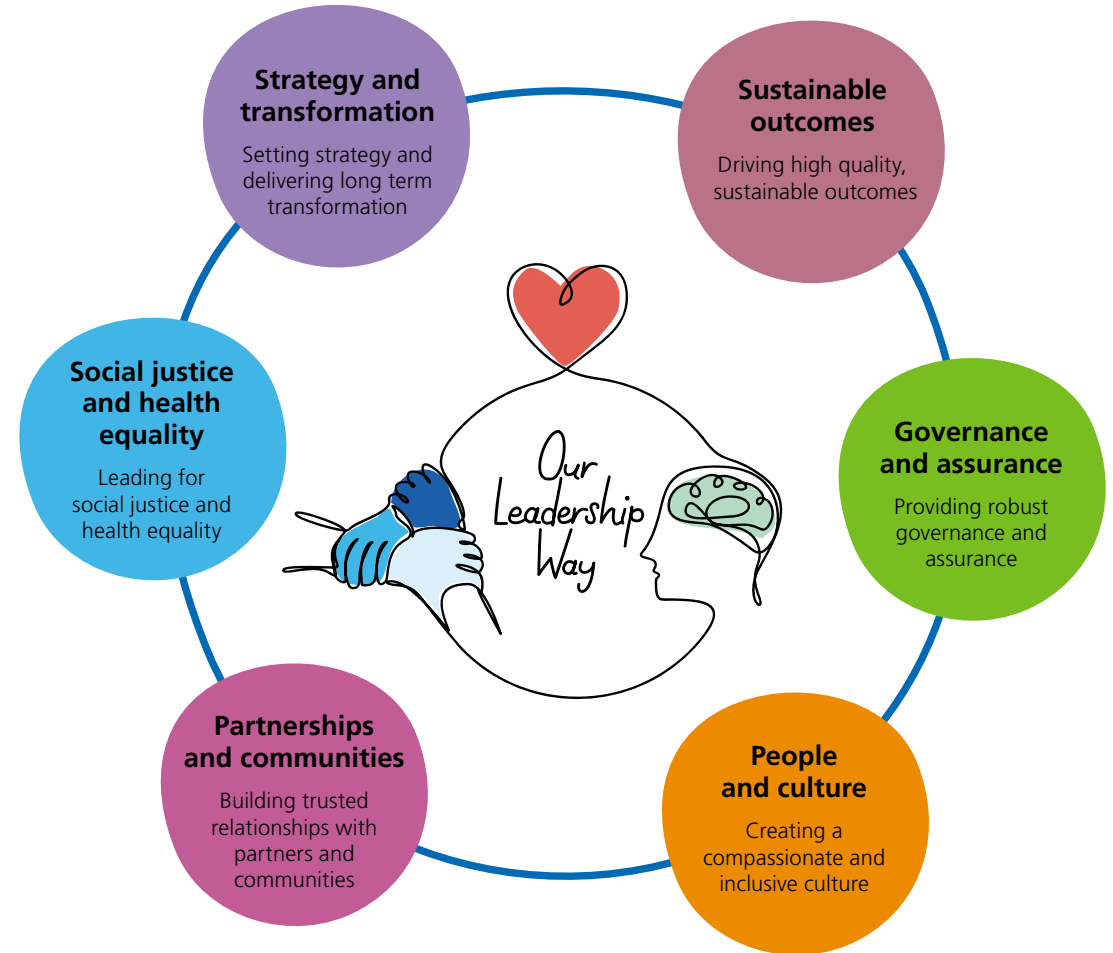 Strategy and
transformation
Setting strategy and
delivering long term
transformation
Sustainable
outcomes
Driving high quality,
sustainable outcomes
Social justice
and health
equality
Leading for
social justice and
health equality
Our
Leadership
Way
Governance
and assurance
Providing robust
governance and
assurance
Partnerships
and communities
Building trusted
relationships with
partners and
communities
People
and culture
Creating a
compassionate and
inclusive culture